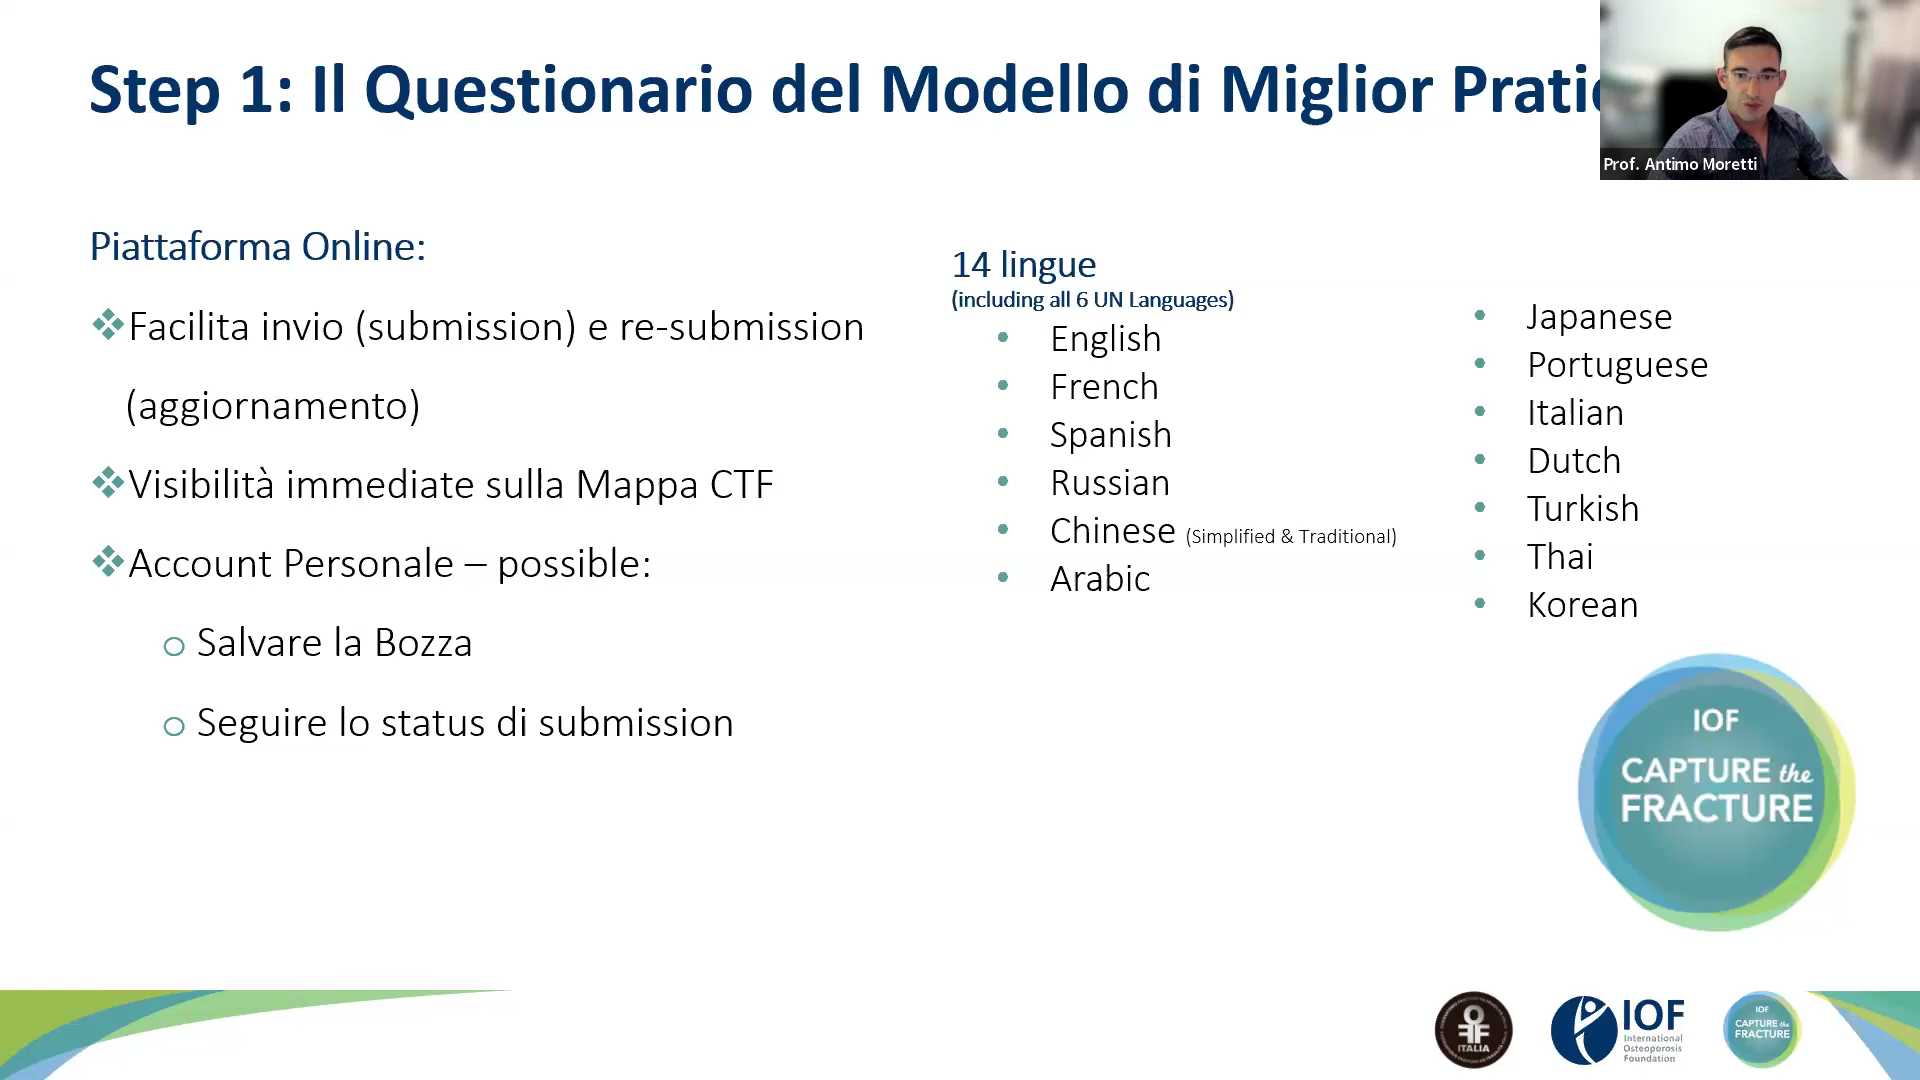 Step 1: Il Questionario del Modello di Miglior Pratic
Prof. Antimo Moretti
Piattaforma Online:
❖Facilita invio (submission) e re-submission
(aggiornamento)
❖Visibilità immediate sulla Mappa CTF
❖Account Personale – possible:
o Salvare la Bozza
o Seguire lo status di submission
14 lingue
(including all 6 UN Languages)
• English
• French
• Spanish
• Russian
• Chinese (Simplified & Traditional)
• Arabic
• Japanese
• Portuguese
• Italian
• Dutch
• Turkish
• Thai
• Korean
IOF
CAPTURE the
FRACTURE
ITALIA
IOF
International
Osteoporosis
Foundation
IOF
CAPTURE the
FRACTURE